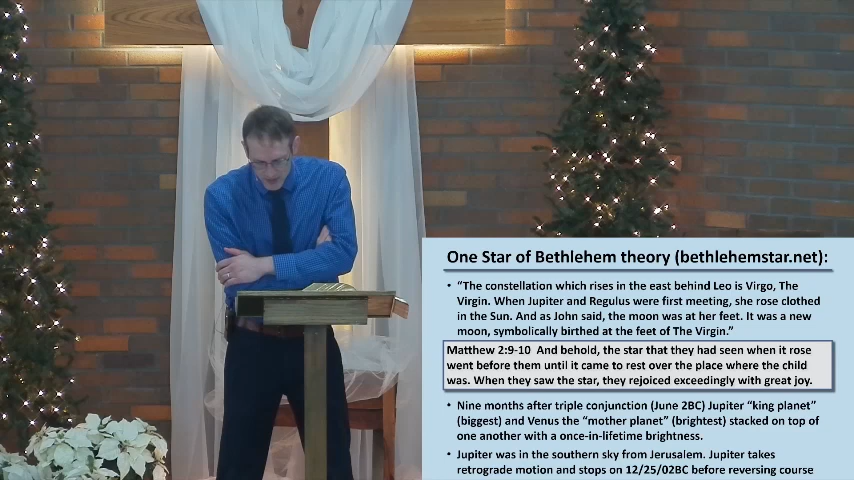 One Star of Bethlehem theory (bethlehemstar.net):
• “The constellation which rises in the east behind Leo is Virgo, The
Virgin. When Jupiter and Regulus were first meeting, she rose clothed
in the Sun. And as John said, the moon was at her feet. It was a new
moon, symbolically birthed at the feet of The Virgin.”
Matthew 2:9-10 And behold, the star that they had seen when it rose
went before them until it came to rest over the place where the child
was. When they saw the star, they rejoiced exceedingly with great joy.
• Nine months after triple conjunction (June 2BC) Jupiter “king planet”
(biggest) and Venus the “mother planet” (brightest) stacked on top of
one another with a once-in-lifetime brightness.
• Jupiter was in the southern sky from Jerusalem. Jupiter takes
retrograde motion and stops on 12/25/02BC before reversing course